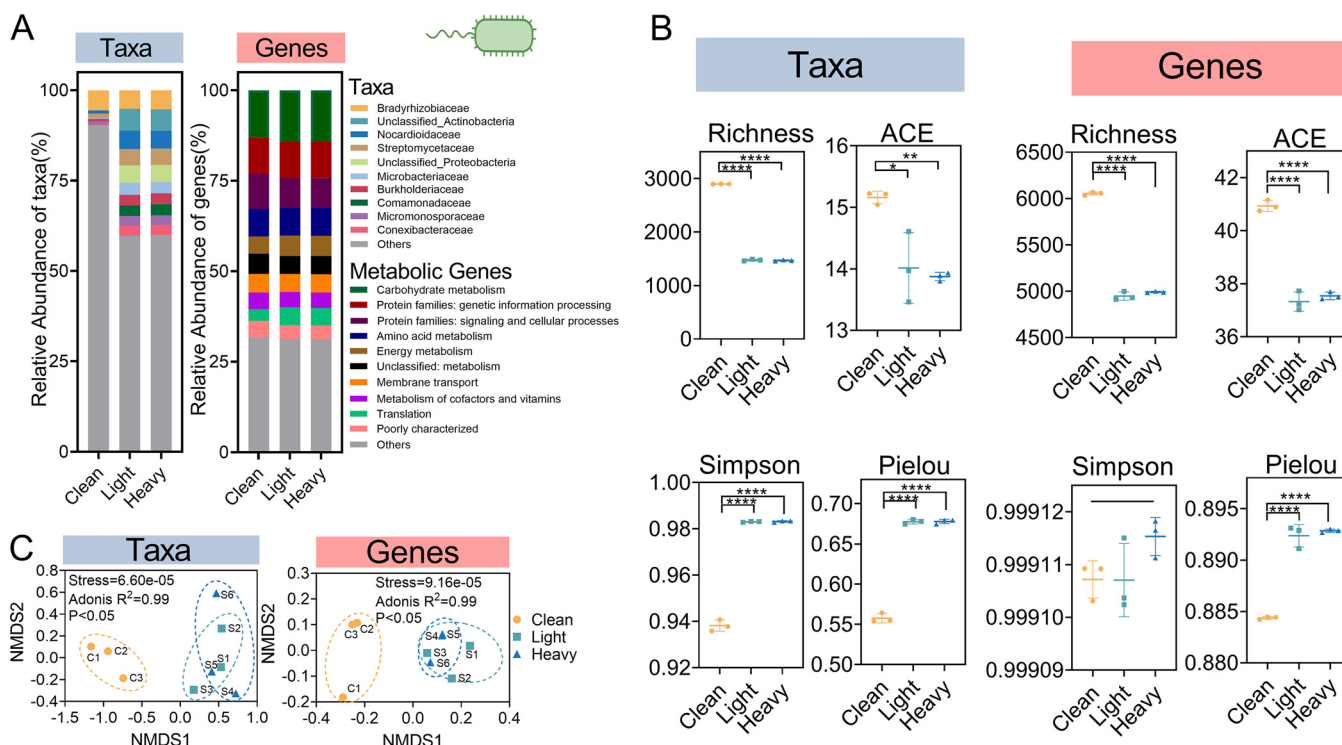 A
Taxa
Genes
Relative Abundance of taxa(%)
100
75
50
25
0
Clean
Light
Heavy
Relative Abundance of genes(%)
100
75
50
25
0
Clean
Light
Heavy
Taxa
Bradyrhizobiaceae
Unclassified_Actinobacteria
Nocardioidaceae
Streptomycetaceae
Unclassified_Proteobacteria
Microbacteriaceae
Burkholderiaceae
Comamonadaceae
Micromonosporaceae
Conexibacteraceae
Others
Metabolic Genes
Carbohydrate metabolism
Protein families: genetic information processing
Protein families: signaling and cellular processes
Amino acid metabolism
Energy metabolism
Unclassified: metabolism
Membrane transport
Metabolism of cofactors and vitamins
Translation
Poorly characterized
Others
B
Taxa
Genes
Richness
3000
2000
1000
0
****
****
Clean
Light
Heavy
ACE
16
15
14
13
**
*
Clean
Light
Heavy
Richness
6500
6000
5500
5000
4500
****
****
Clean
Light
Heavy
ACE
42
40
38
36
****
****
Clean
Light
Heavy
Simpson
1.00
0.98
0.96
0.94
0.92
****
****
Clean
Light
Heavy
Pielou
0.70
0.65
0.60
0.55
0.50
****
****
Clean
Light
Heavy
Simpson
0.99912
0.99911
0.99910
0.99909
Clean
Light
Heavy
Pielou
0.895
0.890
0.885
0.880
****
****
Clean
Light
Heavy
C
Taxa
Stress=6.60e-05
Adonis R²=0.99
P<0.05
NMDS2
0.8
0.6
0.4
0.2
0.0
-0.2
-0.4
C1
C2
C3
S6
S2
S1
S5
S3
S4
-1.5
-1.0
-0.5
0.0
0.5
1.0
NMDS1
Genes
Stress=9.16e-05
Adonis R²=0.99
P<0.05
NMDS2
0.3
0.2
0.1
0.0
-0.1
-0.2
C3
C2
C1
S4
S5
S3
S6
S1
S2
-0.4
-0.2
0.0
0.2
0.4
NMDS1
Clean
Light
Heavy